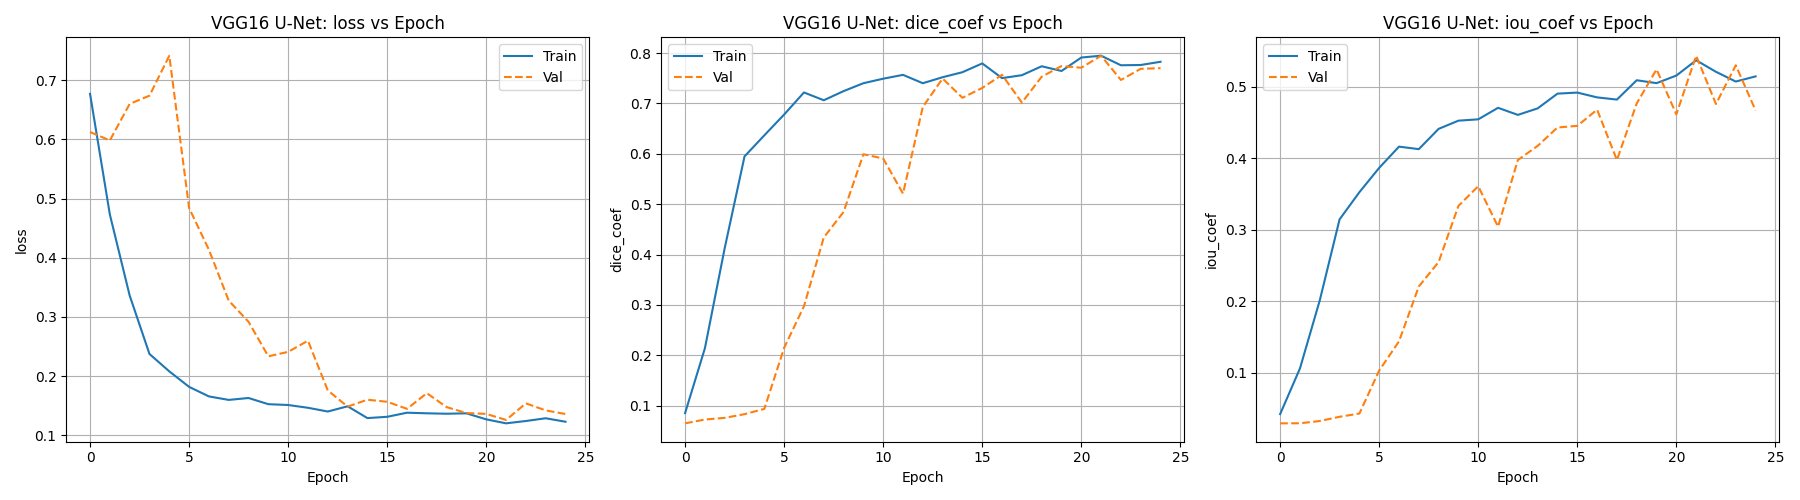 VGG16 U-Net: loss vs Epoch
Train
Val
0.7
0.6
0.5
0.4
0.3
0.2
0.1
loss
0 5 10 15 20 25
Epoch
VGG16 U-Net: dice_coef vs Epoch
Train
Val
0.8
0.7
0.6
0.5
0.4
0.3
0.2
0.1
dice_coef
0 5 10 15 20 25
Epoch
VGG16 U-Net: iou_coef vs Epoch
Train
Val
0.5
0.4
0.3
0.2
0.1
iou_coef
0 5 10 15 20 25
Epoch